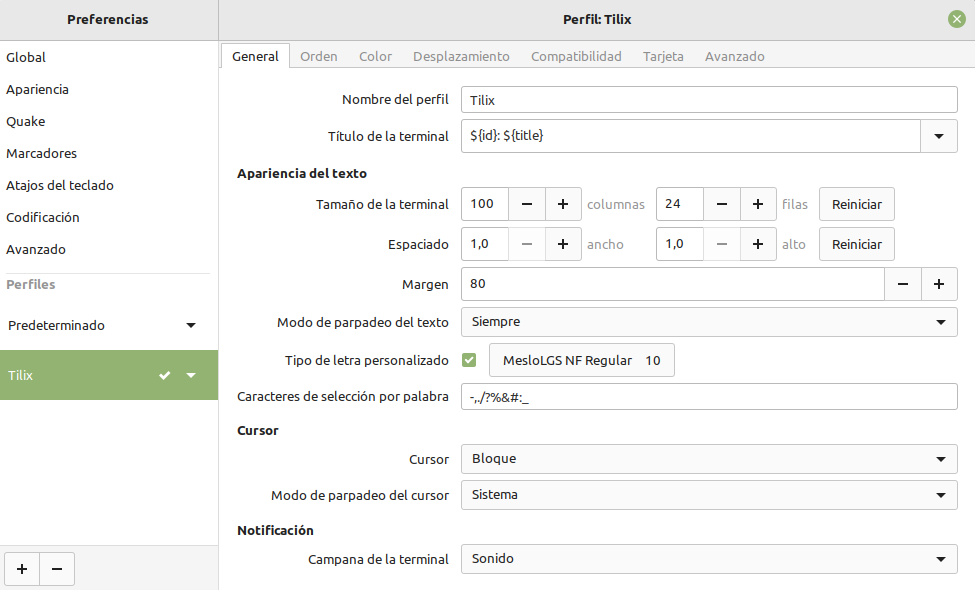 Preferencias
Perfil: Tilix
Global
Apariencia
Quake
Marcadores
Atajos del teclado
Codificación
Avanzado
Perfiles
Predeterminado
Tilix
General Orden Color Desplazamiento Compatibilidad Tarjeta Avanzado
Nombre del perfil Tilix
Título de la terminal ${id}: ${title}
Apariencia del texto
Tamaño de la terminal 100 − + columnas 24 − + filas Reiniciar
Espaciado 1,0 − + ancho 1,0 − + alto Reiniciar
Margen 80 − +
Modo de parpadeo del texto Siempre
Tipo de letra personalizado MesloLGS NF Regular 10
Caracteres de selección por palabra -,./?%&#:_
Cursor
Cursor Bloque
Modo de parpadeo del cursor Sistema
Notificación
Campana de la terminal Sonido
+ −